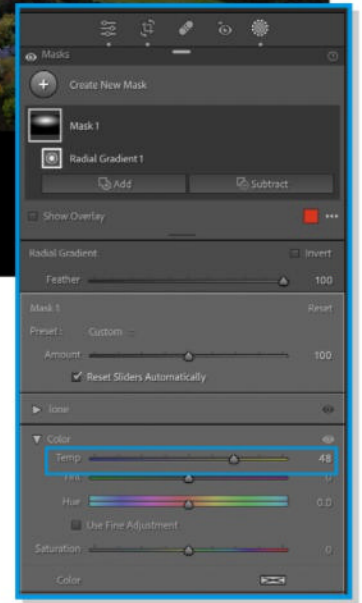 Masks
Create New Mask
Mask 1
Radial Gradient 1
Add Subtract
Show Overlay
Radial Gradient Invert
Feather 100
Mask 1 Reset
Preset : Custom
Amount 100
Reset Sliders Automatically
Tone
Color
Temp 48
Tint 0
Hue 0.0
Use Fine Adjustment
Saturation 0
Color